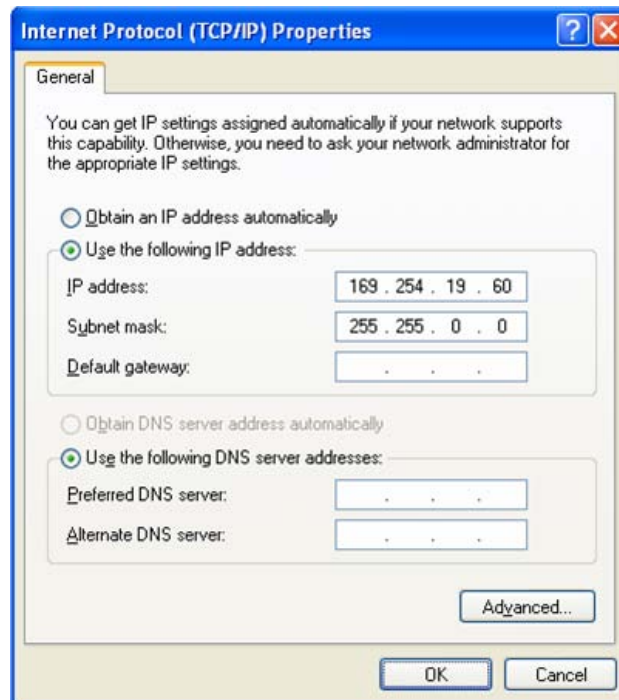 Internet Protocol (TCP/IP) Properties
General
You can get IP settings assigned automatically if your network supports
this capability. Otherwise, you need to ask your network administrator for
the appropriate IP settings.
Obtain an IP address automatically
Use the following IP address:
IP address: 169 . 254 . 19 . 60
Subnet mask: 255 . 255 . 0 . 0
Default gateway: . . .
Obtain DNS server address automatically
Use the following DNS server addresses:
Preferred DNS server: . . .
Alternate DNS server: . . .
Advanced...
OK Cancel